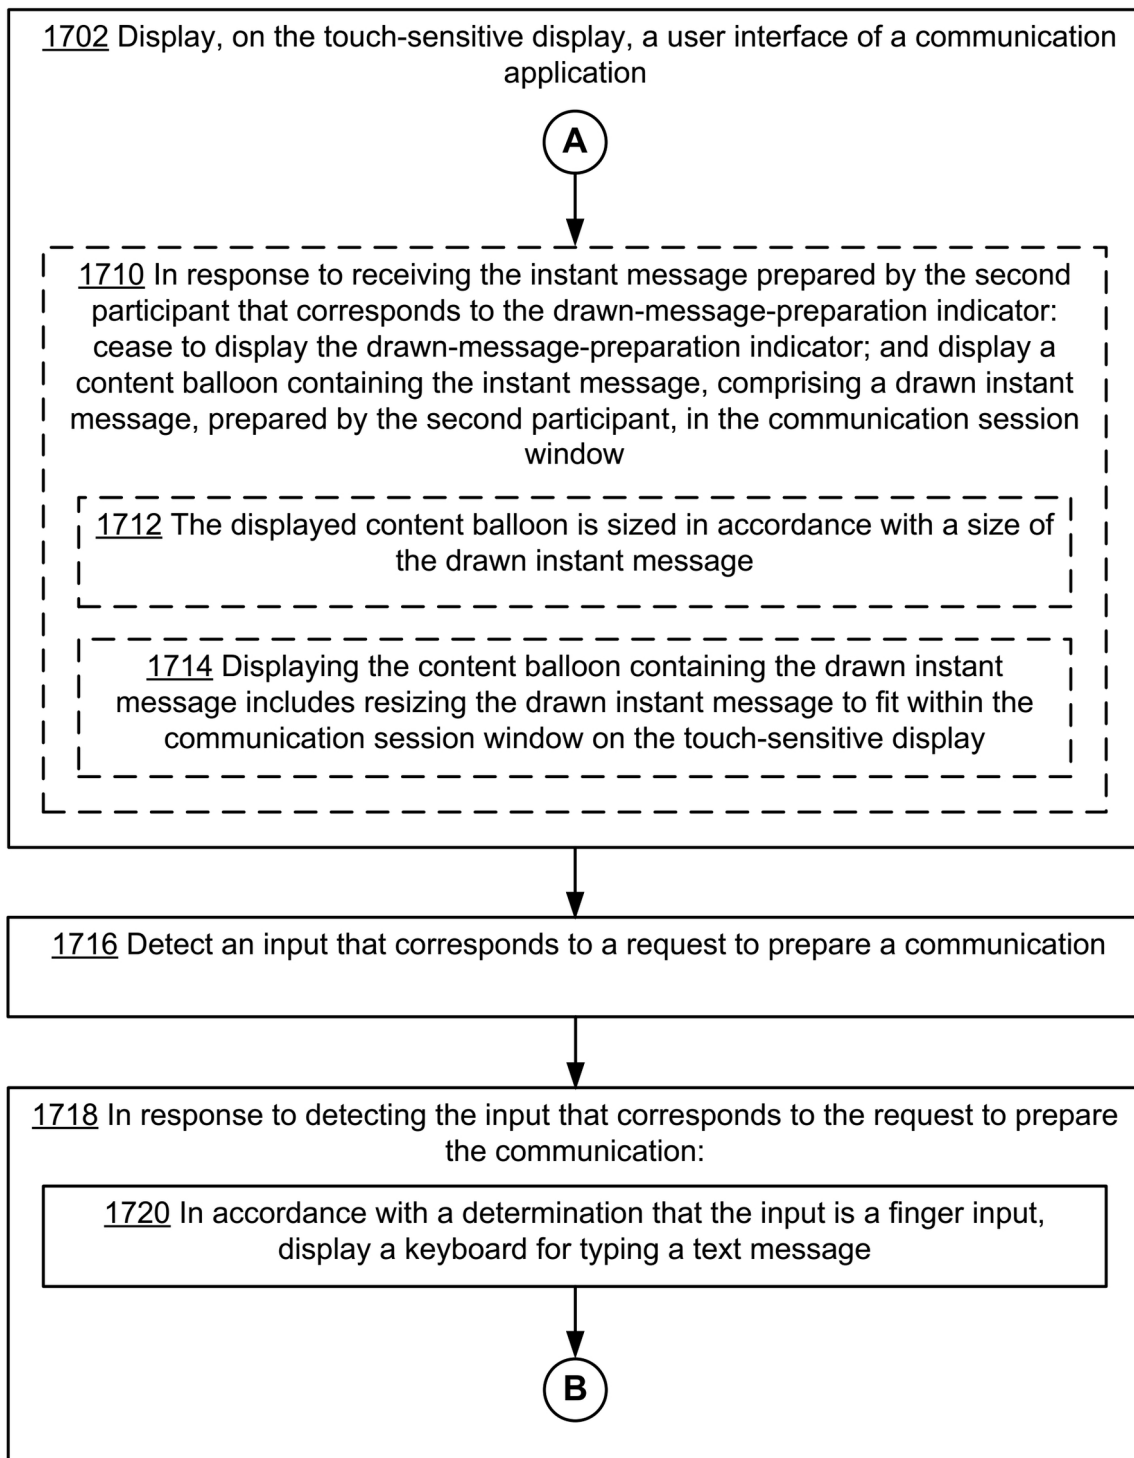 1702 Display, on the touch-sensitive display, a user interface of a communication
application
A
1710 In response to receiving the instant message prepared by the second
participant that corresponds to the drawn-message-preparation indicator:
cease to display the drawn-message-preparation indicator; and display a
content balloon containing the instant message, comprising a drawn instant
message, prepared by the second participant, in the communication session
window
1712 The displayed content balloon is sized in accordance with a size of
the drawn instant message
1714 Displaying the content balloon containing the drawn instant
message includes resizing the drawn instant message to fit within the
communication session window on the touch-sensitive display
1716 Detect an input that corresponds to a request to prepare a communication
1718 In response to detecting the input that corresponds to the request to prepare
the communication:
1720 In accordance with a determination that the input is a finger input,
display a keyboard for typing a text message
B